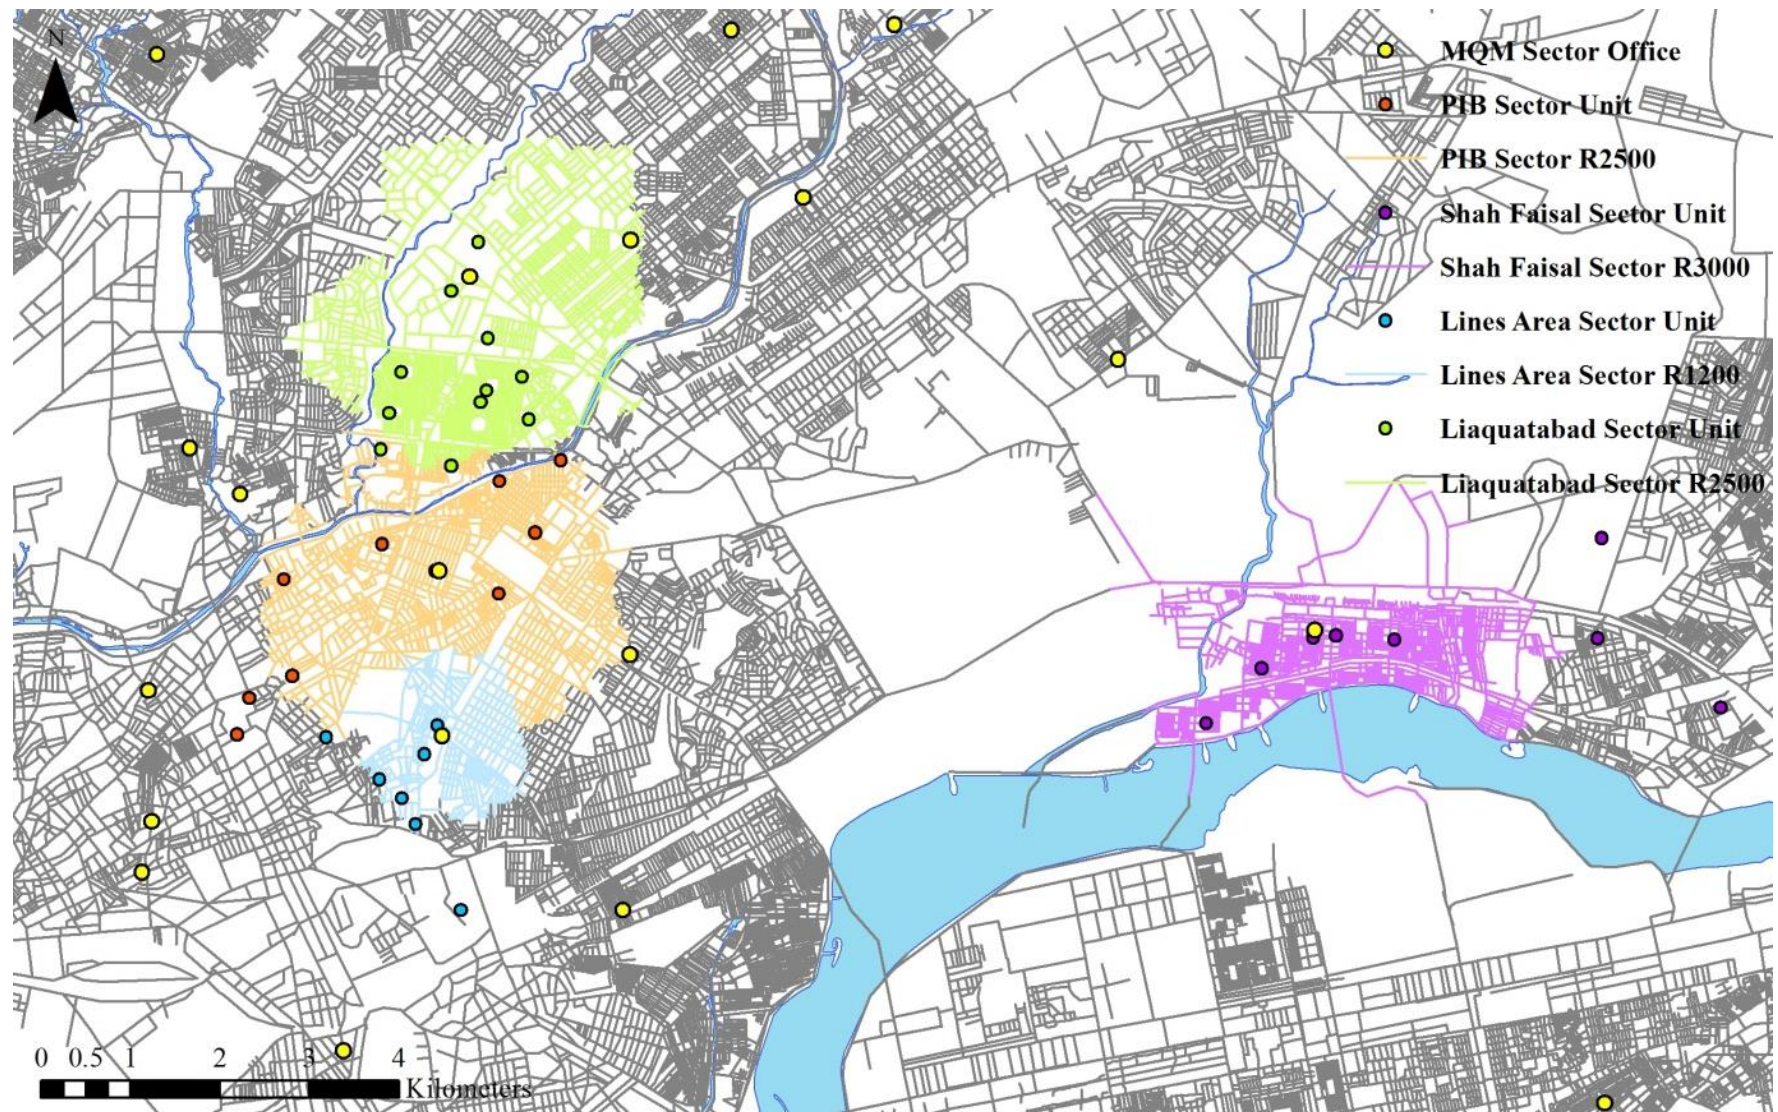 N
MQM Sector Office
PIB Sector Unit
PIB Sector R2500
Shah Faisal Sector Unit
Shah Faisal Sector R3000
Lines Area Sector Unit
Lines Area Sector R1200
Liaquatabad Sector Unit
Liaquatabad Sector R2500
0 0.5 1 2 3 4
Kilometers